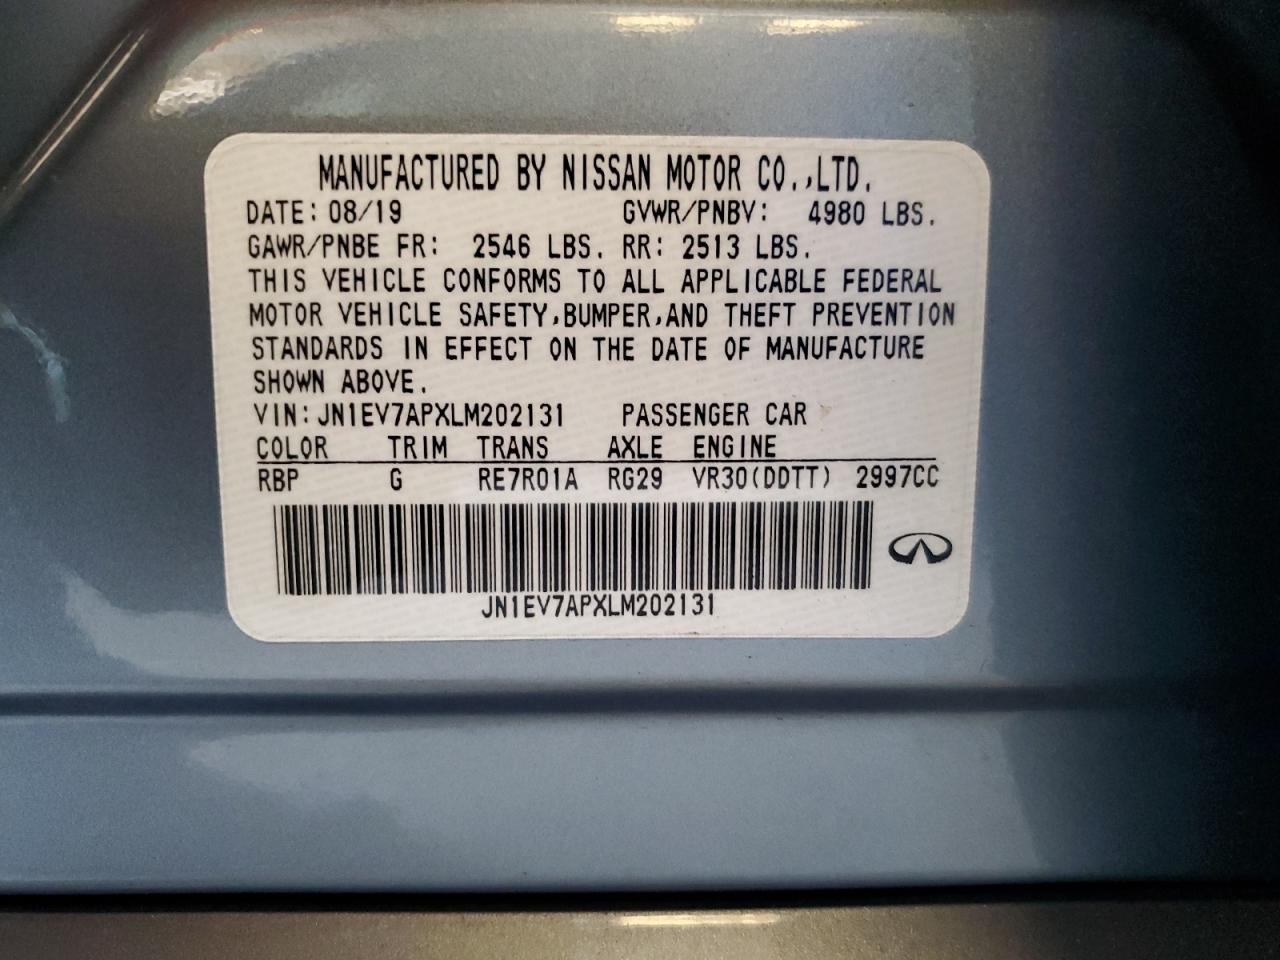 MANUFACTURED BY NISSAN MOTOR CO.,LTD.
DATE: 08/19 GVWR/PNBV: 4980 LBS.
GAWR/PNBE FR: 2546 LBS. RR: 2513 LBS.
THIS VEHICLE CONFORMS TO ALL APPLICABLE FEDERAL
MOTOR VEHICLE SAFETY,BUMPER,AND THEFT PREVENTION
STANDARDS IN EFFECT ON THE DATE OF MANUFACTURE
SHOWN ABOVE.
VIN:JN1EV7APXLM202131 PASSENGER CAR
COLOR TRIM TRANS AXLE ENGINE
RBP G RE7R01A RG29 VR30(DDTT) 2997CC
JN1EV7APXLM202131